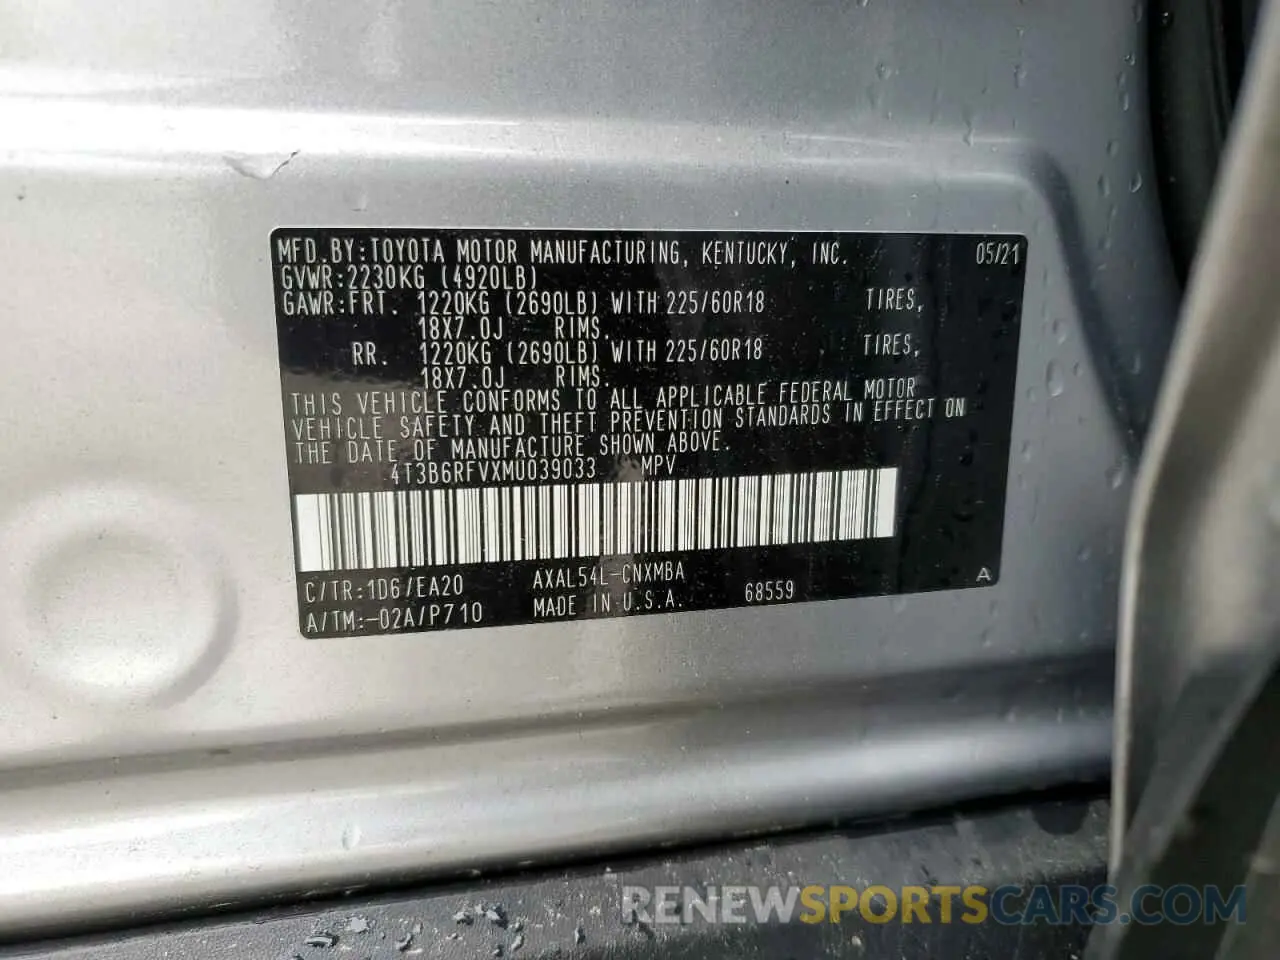 MFD.BY:TOYOTA MOTOR MANUFACTURING, KENTUCKY, INC. 05/21
GVWR:2230KG (4920LB)
GAWR:FRT. 1220KG (2690LB) WITH 225/60R18 TIRES,
18X7.0J RIMS.
RR. 1220KG (2690LB) WITH 225/60R18 TIRES,
18X7.0J RIMS.
THIS VEHICLE CONFORMS TO ALL APPLICABLE FEDERAL MOTOR
VEHICLE SAFETY AND THEFT PREVENTION STANDARDS IN EFFECT ON
THE DATE OF MANUFACTURE SHOWN ABOVE.
4T3B6RFVXMU039033 MPV
C/TR:1D6/EA20 AXAL54L-CNXMBA A
A/TM:-02A/P710 MADE IN U.S.A. 68559
RENEWSPORTSCARS.COM